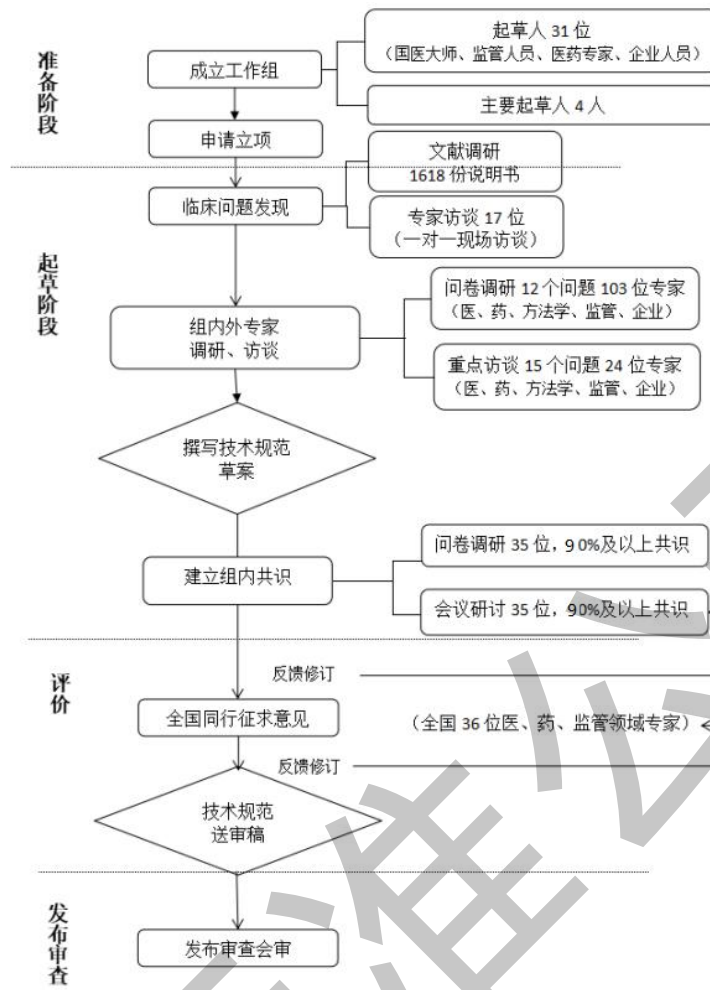 准备阶段
成立工作组
起草人 31 位
（国医大师、监管人员、医药专家、企业人员）
主要起草人 4 人
申请立项
起草阶段
临床问题发现
文献调研
1618 份说明书
专家访谈 17 位
（一对一现场访谈）
组内外专家
调研、访谈
问卷调研 12 个问题 103 位专家
（医、药、方法学、监管、企业）
重点访谈 15 个问题 24 位专家
（医、药、方法学、监管、企业）
撰写技术规范
草案
建立组内共识
问卷调研 35 位，90%及以上共识
会议研讨 35 位，90%及以上共识
评价
反馈修订
全国同行征求意见
（全国 36 位医、药、监管领域专家）
反馈修订
技术规范
送审稿
发布审查
发布审查会审